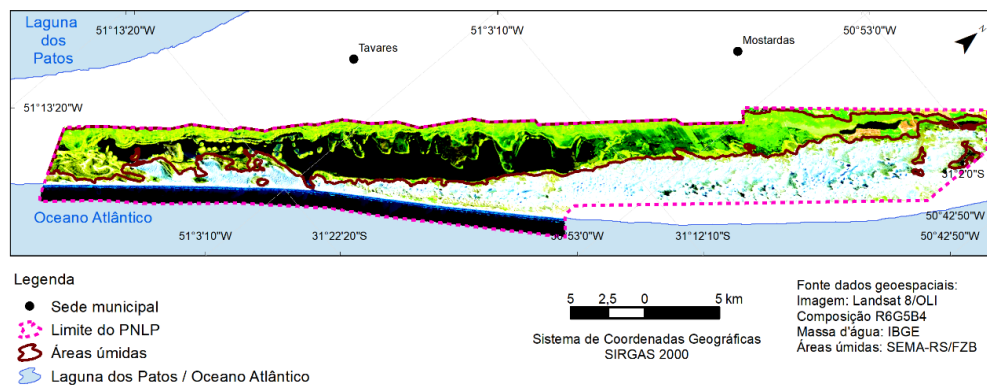 Laguna
dos
Patos
51°13'20"W
51°3'10"W
50°53'0"W
Tavares
Mostardas
51°13'20"W
31°2'0"S
Oceano Atlântico
51°3'10"W
31°22'20"S
50°53'0"W
31°12'10"S
50°42'50"W
50°42'50"W
Legenda
Sede municipal
Limite do PNLP
Áreas úmidas
Laguna dos Patos / Oceano Atlântico
5 2,5 0 5 km
Sistema de Coordenadas Geográficas
SIRGAS 2000
Fonte dados geoespaciais:
Imagem: Landsat 8/OLI
Composição R6G5B4
Massa d'água: IBGE
Áreas úmidas: SEMA-RS/FZB